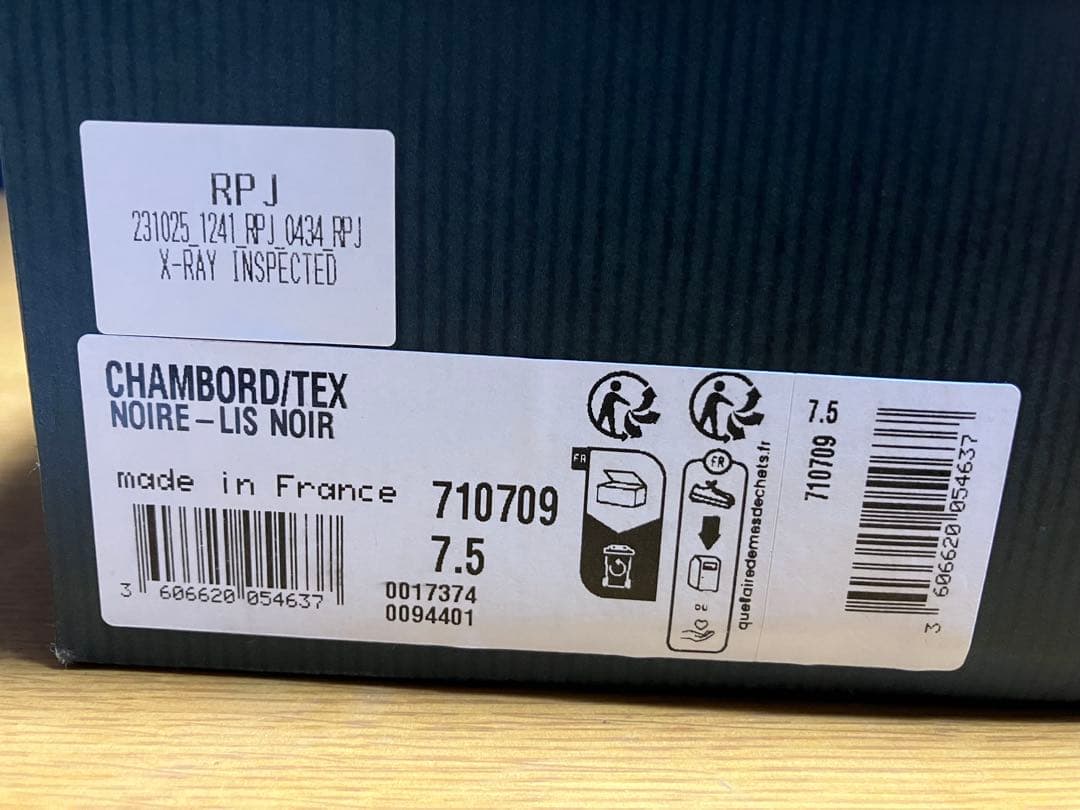 RPJ
231025_1241_RPJ_0434_RPJ
X-RAY INSPECTED
CHAMBORD/TEX
NOIRE-LIS NOIR
made in France
710709
7.5
0017374
0094401
3 606620 054637
FR
FR
OU
quefairedemesdechets.fr
7.5
710709
3 606620 054637